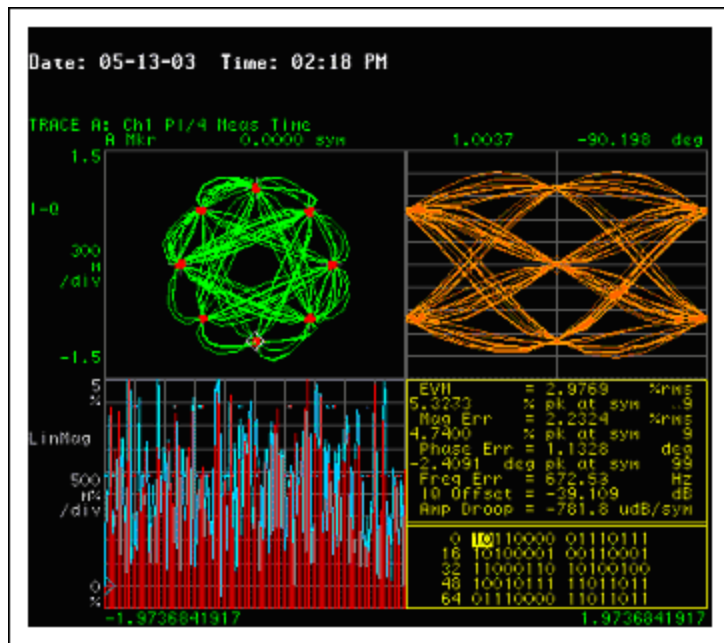 Date: 05-13-03 Time: 02:18 PM
TRACE A: Ch1 PI/4 Meas Time
A Mkr 0.0000 sym 1.0037 -90.198 deg
1.5
I-Q
300
M
/div
-1.5
5
%
LinMag
500
M%
/div
0
%
-1.9736841917 1.9736841917
EVM = 2.9769 %rms
5.3233 % pk at sym 9
Mag Err = 2.2324 %rms
4.7400 % pk at sym 9
Phase Err = 1.1328 deg
-2.4091 deg pk at sym 99
Freq Err = 672.53 Hz
IQ Offset = -39.109 dB
Amp Droop = -781.8 udB/sym
0 10110000 01110111
16 10100001 00110001
32 11000110 10100100
48 10010111 11011011
64 01110000 11011011